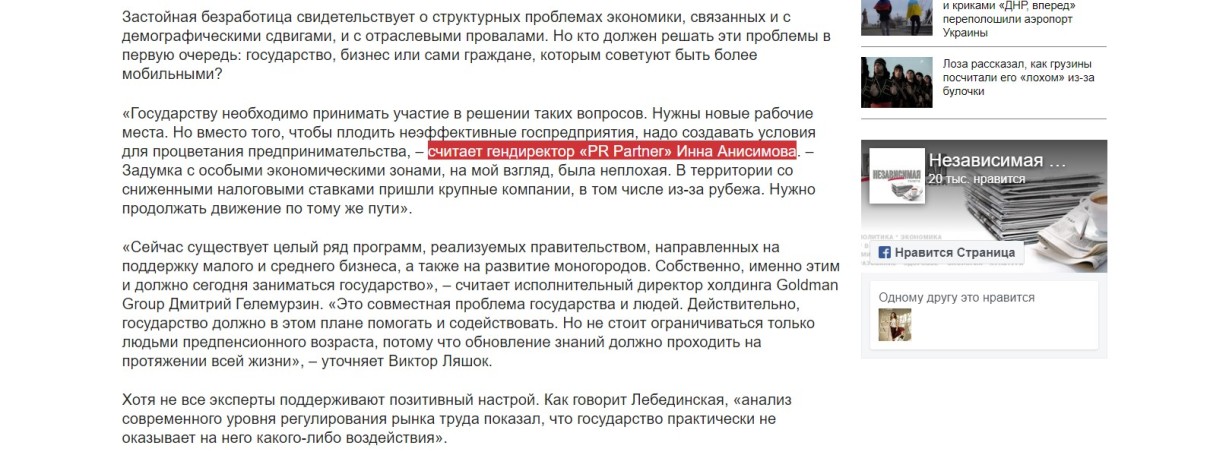 Застойная безработица свидетельствует о структурных проблемах экономики, связанных и с
демографическими сдвигами, и с отраслевыми провалами. Но кто должен решать эти проблемы в
первую очередь: государство, бизнес или сами граждане, которым советуют быть более
мобильными?
«Государству необходимо принимать участие в решении таких вопросов. Нужны новые рабочие
места. Но вместо того, чтобы плодить неэффективные госпредприятия, надо создавать условия
для процветания предпринимательства, – считает гендиректор «PR Partner» Инна Анисимова. –
Задумка с особыми экономическими зонами, на мой взгляд, была неплохая. В территории со
сниженными налоговыми ставками пришли крупные компании, в том числе из-за рубежа. Нужно
продолжать движение по тому же пути».
«Сейчас существует целый ряд программ, реализуемых правительством, направленных на
поддержку малого и среднего бизнеса, а также на развитие моногородов. Собственно, именно этим
и должно сегодня заниматься государство», – считает исполнительный директор холдинга Goldman
Group Дмитрий Гелемурзин. «Это совместная проблема государства и людей. Действительно,
государство должно в этом плане помогать и содействовать. Но не стоит ограничиваться только
людьми предпенсионного возраста, потому что обновление знаний должно проходить на
протяжении всей жизни», – уточняет Виктор Ляшок.
Хотя не все эксперты поддерживают позитивный настрой. Как говорит Лебединская, «анализ
современного уровня регулирования рынка труда показал, что государство практически не
оказывает на него какого-либо воздействия».
и криками «ДНР, вперед»
переполошили аэропорт
Украины
Лоза рассказал, как грузины
посчитали его «лохом» из-за
булочки
НЕЗАВИСИМАЯ
Независимая ...
20 тыс. нравится
Нравится Страница
Одному другу это нравится